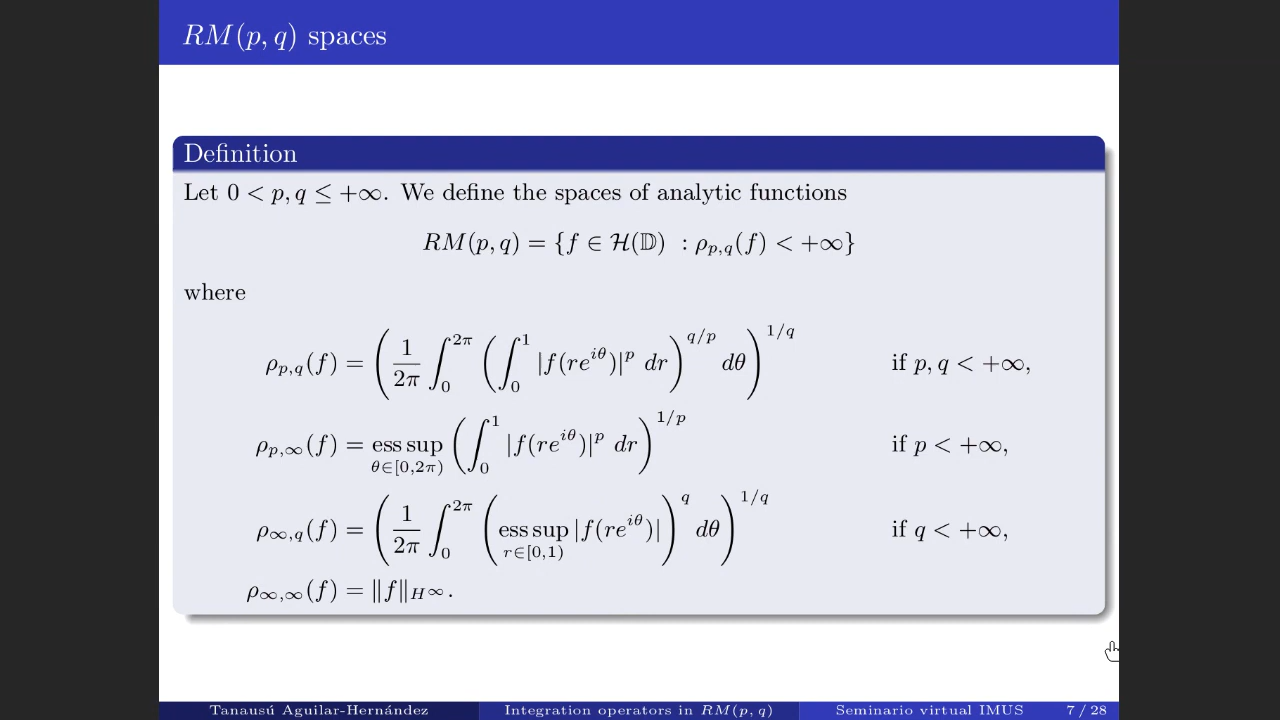 RM(p, q) spaces
Definition
Let 0 < p, q ≤ +∞. We define the spaces of analytic functions
RM(p, q) = {f ∈ ℋ(𝔻) : ρ_{p,q}(f) < +∞}
where
ρ_{p,q}(f) = ( 1/2π ∫_0^{2π} ( ∫_0^1 |f(re^{iθ})|^p dr )^{q/p} dθ )^{1/q} if p, q < +∞,
ρ_{p,∞}(f) = ess sup_{θ∈[0,2π)} ( ∫_0^1 |f(re^{iθ})|^p dr )^{1/p} if p < +∞,
ρ_{∞,q}(f) = ( 1/2π ∫_0^{2π} ( ess sup_{r∈[0,1)} |f(re^{iθ})| )^q dθ )^{1/q} if q < +∞,
ρ_{∞,∞}(f) = ‖f‖_{H^∞}.
Tanausú Aguilar-Hernández Integration operators in RM(p, q) Seminario virtual IMUS 7 / 28